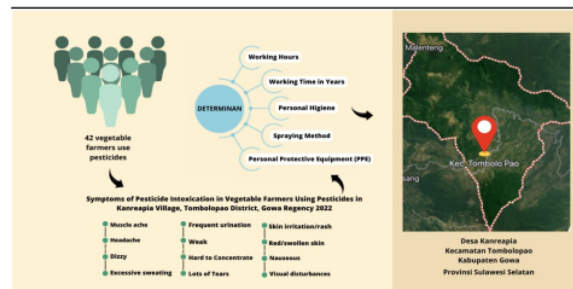 42 vegetable
farmers use
pesticides
DETERMINAN
Working Hours
Working Time in Years
Personal Higiene
Spraying Method
Personal Protective Equipment (PPE)
Symptoms of Pesticide Intoxication in Vegetable Farmers Using Pesticides in
Kanreapia Village, Tombolopao District, Gowa Regency 2022
Muscle ache
Headache
Dizzy
Excessive sweating
Frequent urination
Weak
Hard to Concentrate
Lots of Tears
Skin irritation/rash
Red/swollen skin
Nauseous
Visual disturbances
Malenteng
Kec. Tombolo Pao
sang
Desa Kanreapia
Kecamatan Tombolopao
Kabupaten Gowa
Provinsi Sulawesi Selatan